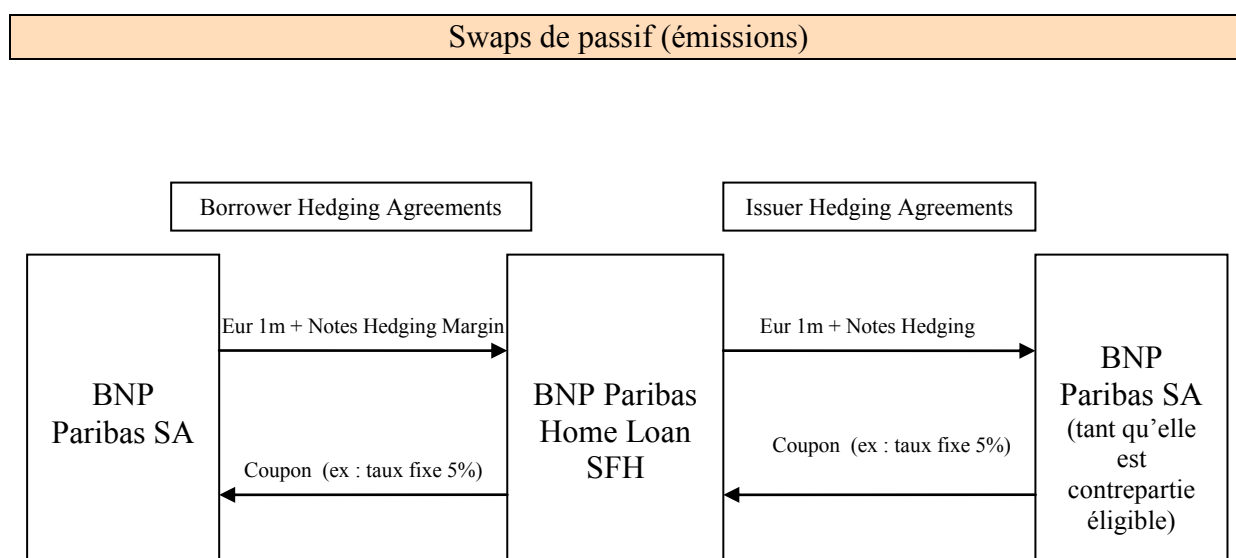 Swaps de passif (émissions)
Borrower Hedging Agreements
Issuer Hedging Agreements
BNP
Paribas SA
Eur 1m + Notes Hedging Margin
Coupon (ex : taux fixe 5%)
BNP Paribas
Home Loan
SFH
Eur 1m + Notes Hedging
Coupon (ex : taux fixe 5%)
BNP
Paribas SA
(tant qu’elle
est
contrepartie
éligible)